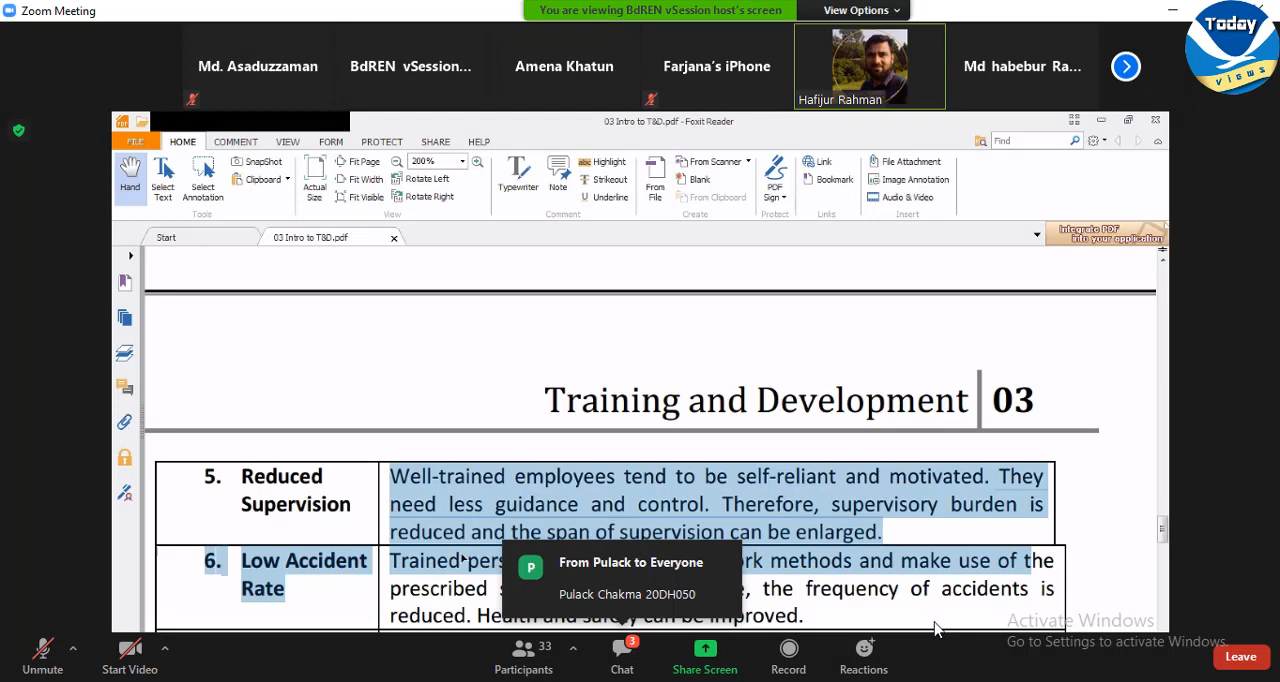 Zoom Meeting
You are viewing BdREN vSession host's screen
View Options
Today
views
Md. Asaduzzaman
BdREN vSession...
Amena Khatun
Farjana's iPhone
Hafijur Rahman
Md habebur Ra...
03 Intro to T&D.pdf - Foxit Reader
FILE HOME COMMENT VIEW FORM PROTECT SHARE HELP
Find
Hand
Select Text
Select Annotation
SnapShot
Clipboard
Tools
Actual Size
Fit Page
Fit Width
Fit Visible
200%
Rotate Left
Rotate Right
View
Typewriter
Note
Highlight
Strikeout
Underline
Comment
From File
From Scanner
Blank
From Clipboard
Create
PDF Sign
Protect
Link
Bookmark
Links
File Attachment
Image Annotation
Audio & Video
Insert
Start
03 Intro to T&D.pdf
Integrate PDF
into your application
Training and Development 03
5. Reduced Supervision
Well-trained employees tend to be self-reliant and motivated. They
need less guidance and control. Therefore, supervisory burden is
reduced and the span of supervision can be enlarged.
6. Low Accident Rate
Trained methods and make use of the
prescribed the frequency of accidents is
reduced. Health and safety can be improved.
P
From Pulack to Everyone
Pulack Chakma 20DH050
Activate Windows
Go to Settings to activate Windows.
Unmute
Start Video
33
Participants
3
Chat
Share Screen
Record
Reactions
Leave